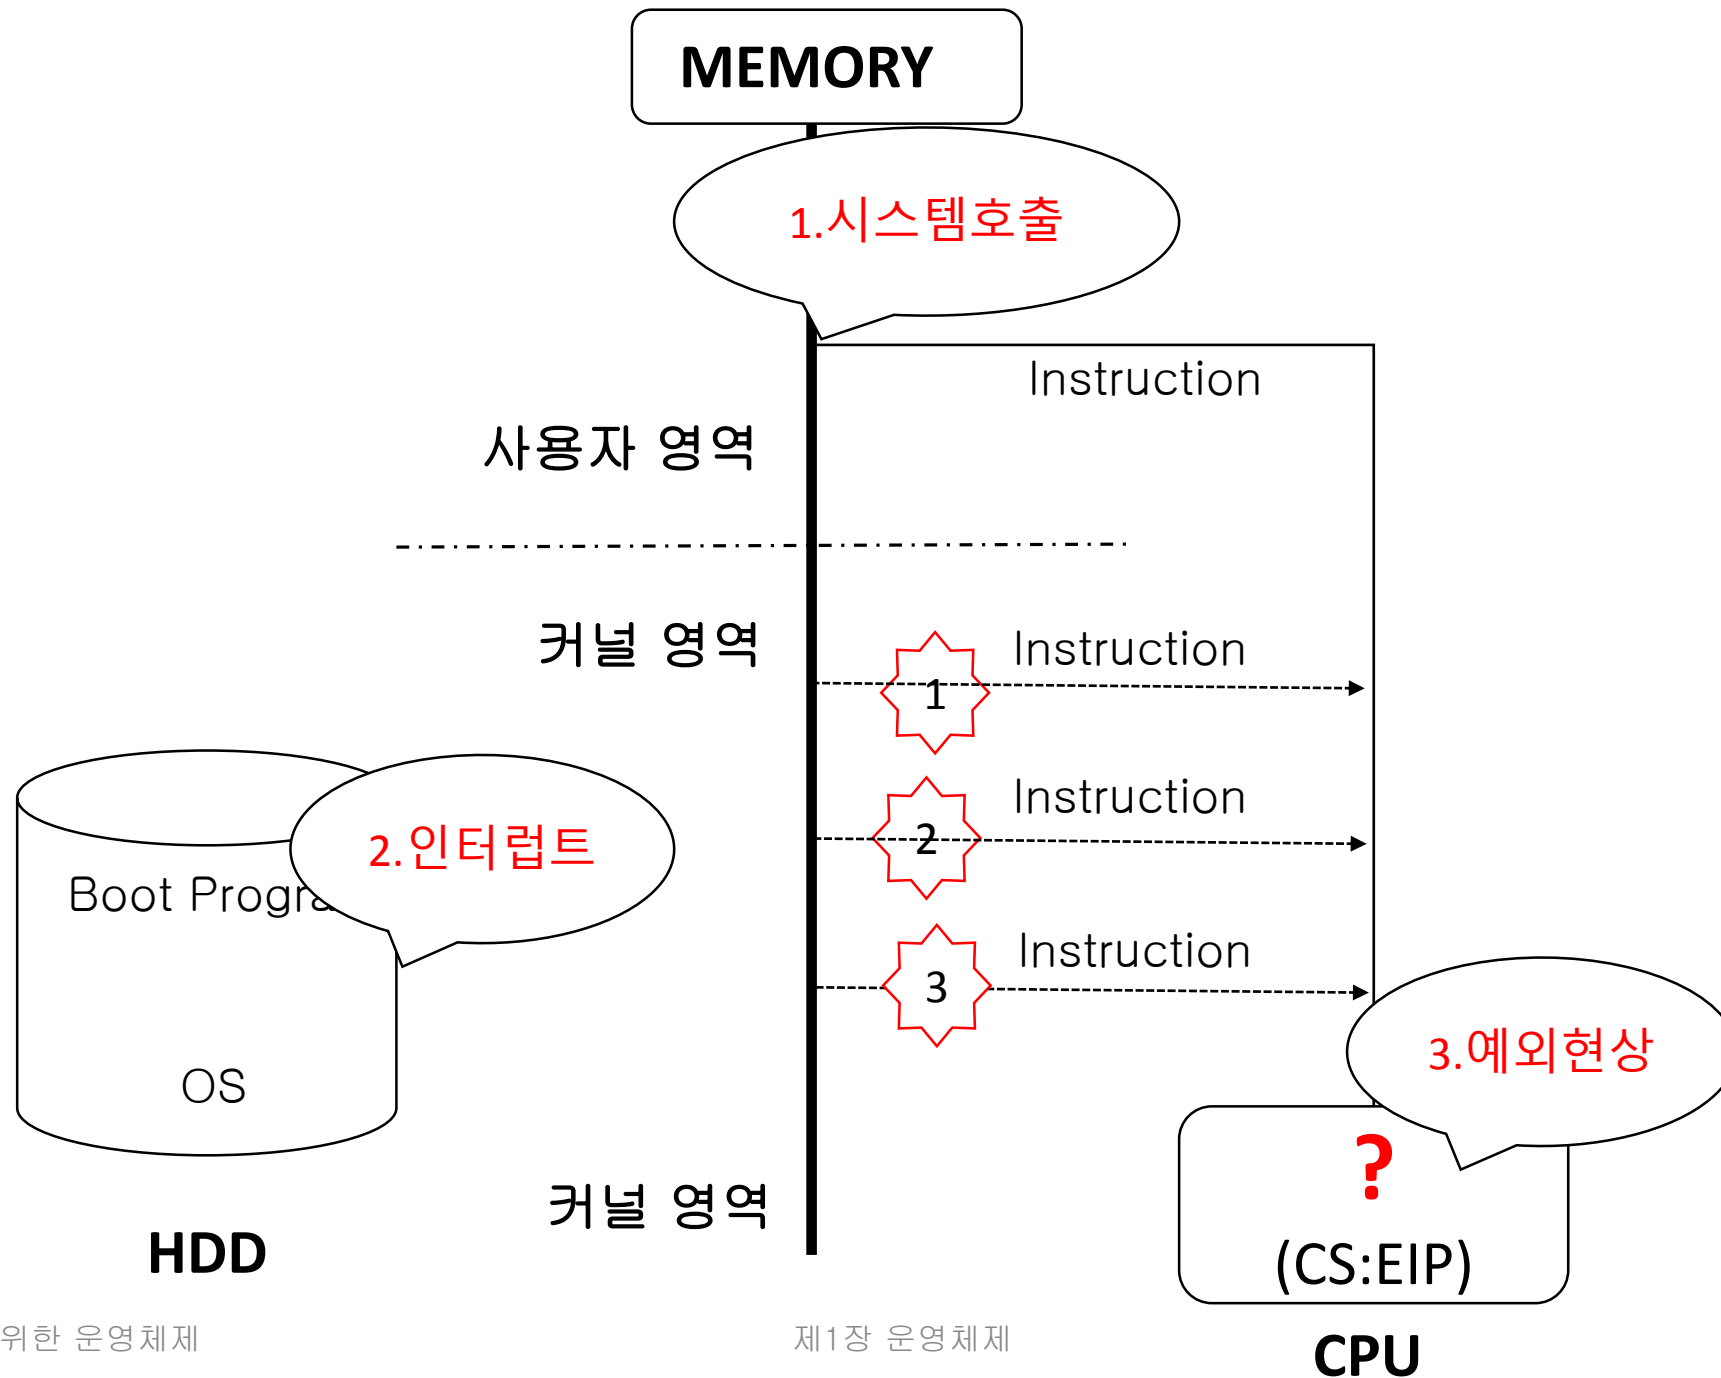 MEMORY
1.시스템호출
Instruction
사용자 영역
커널 영역
Instruction
1
Instruction
2
2.인터럽트
Boot Progra
Instruction
3
3.예외현상
OS
?
커널 영역
HDD
(CS:EIP)
위한 운영체제
제1장 운영체제
CPU